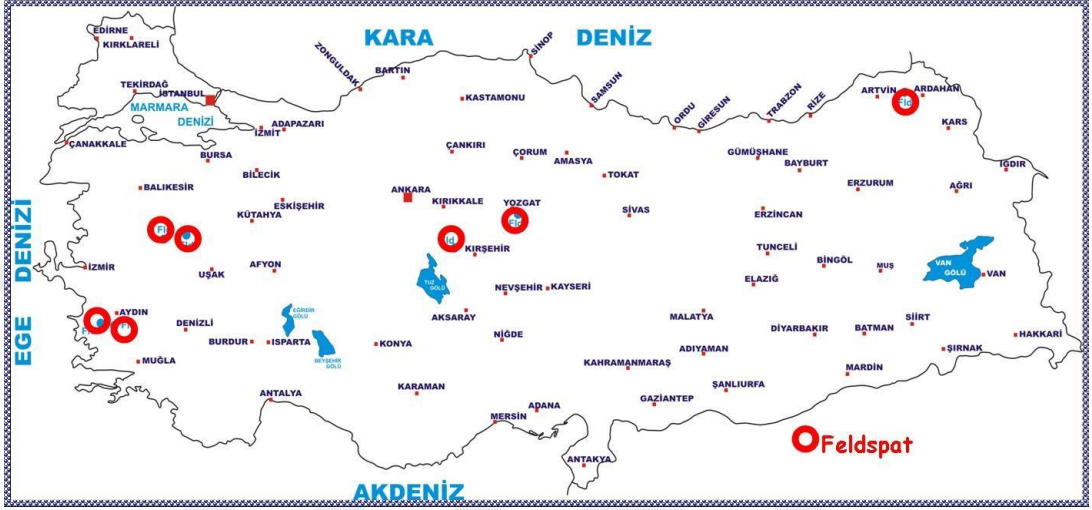 EDİRNE
KIRKLARELİ
KARA DENİZ
SİNOP
ZONGULDAK
BARTIN
TEKİRDAĞ
İSTANBUL
KASTAMONU
SAMSUN
ORDU
GİRESUN
TRABZON
RİZE
ARTVİN
ARDAHAN
Fld
MARMARA
DENİZİ
İZMİT
ADAPAZARI
KARS
ÇANAKKALE
BURSA
BİLECİK
ÇANKIRI
ÇORUM
AMASYA
TOKAT
GÜMÜŞHANE
BAYBURT
IĞDIR
BALIKESİR
ESKİŞEHİR
KÜTAHYA
ANKARA
KIRIKKALE
YOZGAT
SİVAS
ERZİNCAN
ERZURUM
AĞRI
EGE DENİZİ
İZMİR
UŞAK
AFYON
KIRŞEHİR
TUNCELİ
BİNGÖL
MUŞ
VAN
GÖLÜ
VAN
TUZ
GÖLÜ
NEVŞEHİR
KAYSERİ
ELAZIĞ
AYDIN
DENİZLİ
EĞİRDİR
GÖLÜ
AKSARAY
MALATYA
DİYARBAKIR
BATMAN
SİİRT
HAKKARİ
BURDUR
ISPARTA
BEYŞEHİR
GÖLÜ
KONYA
NİĞDE
ADIYAMAN
ŞIRNAK
MUĞLA
KAHRAMANMARAŞ
MARDİN
ANTALYA
KARAMAN
ŞANLIURFA
GAZİANTEP
ADANA
MERSİN
Feldspat
ANTAKYA
AKDENİZ